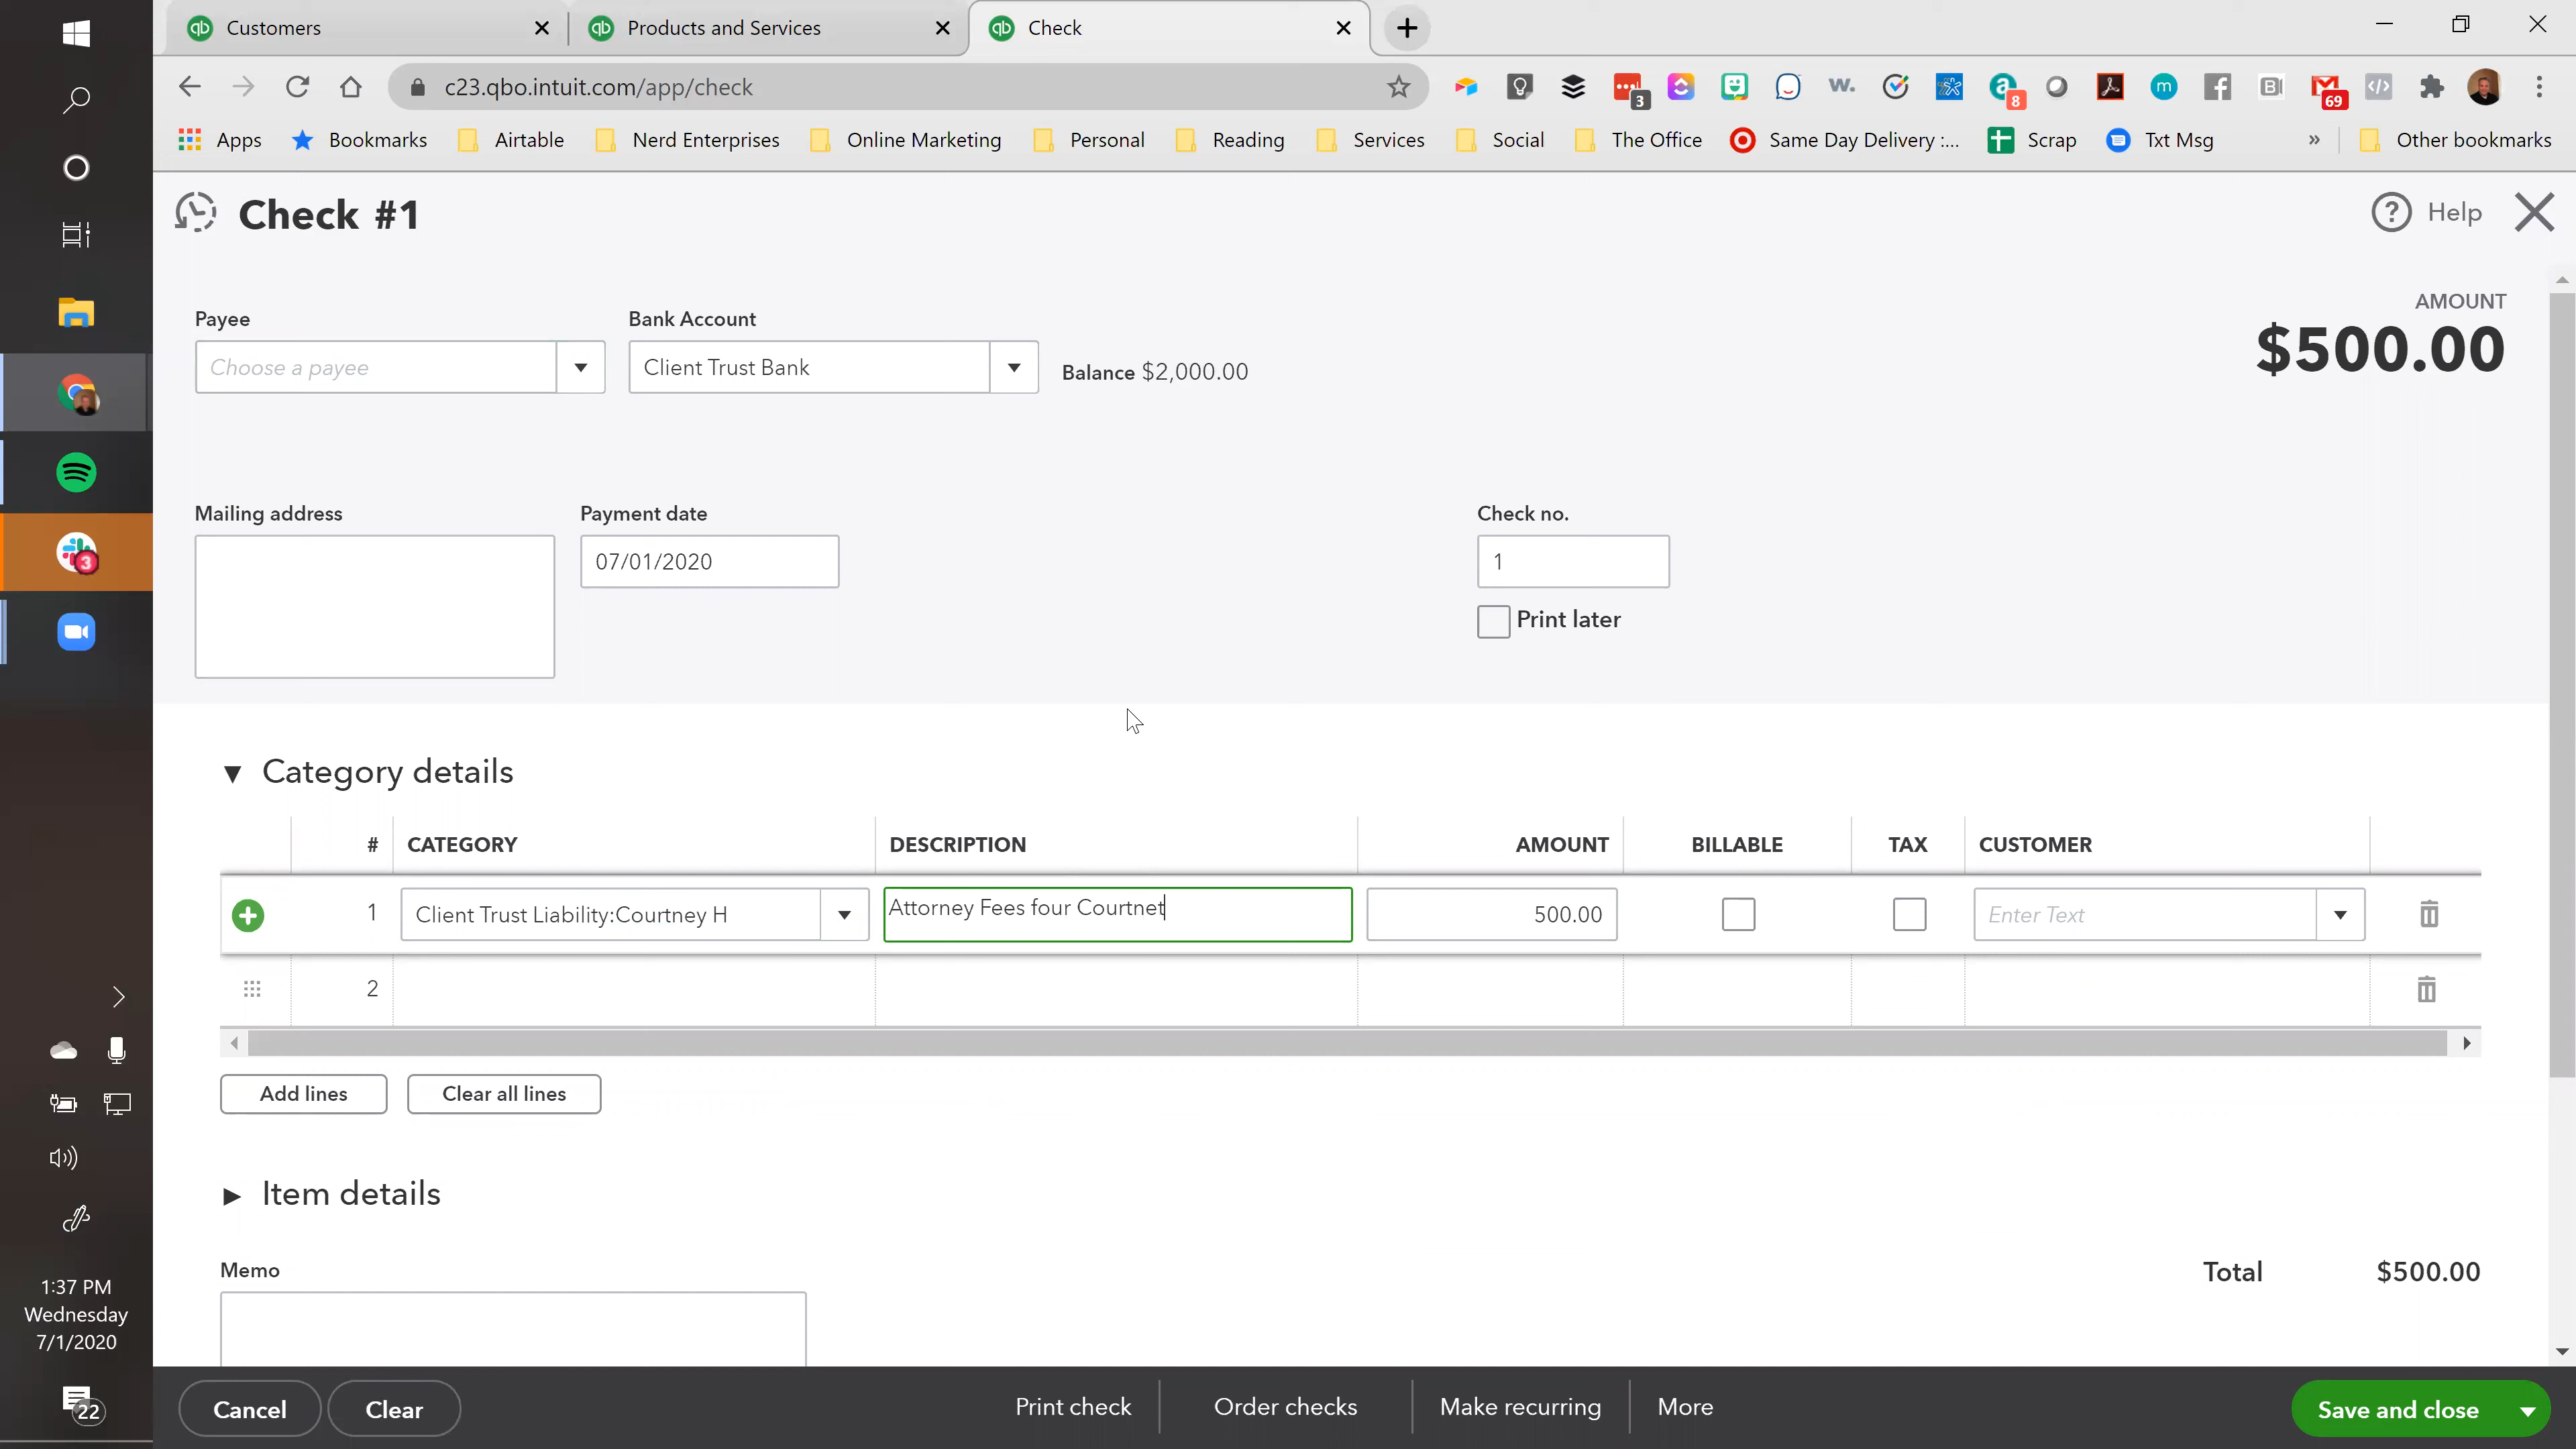 Customers
Products and Services
Check
c23.qbo.intuit.com/app/check
3
w.
a
8
m
B
69
Apps
Bookmarks
Airtable
Nerd Enterprises
Online Marketing
Personal
Reading
Services
Social
The Office
Same Day Delivery :...
Scrap
Txt Msg
»
Other bookmarks
Check #1
? Help
AMOUNT
$500.00
Payee
Bank Account
Choose a payee
Client Trust Bank
Balance $2,000.00
Mailing address
Payment date
Check no.
07/01/2020
1
Print later
Category details
# CATEGORY DESCRIPTION AMOUNT BILLABLE TAX CUSTOMER
1 Client Trust Liability:Courtney H Attorney Fees four Courtnet 500.00 Enter Text
2
Add lines
Clear all lines
Item details
Memo
Total $500.00
Cancel
Clear
Print check
Order checks
Make recurring
More
Save and close
3
1:37 PM
Wednesday
7/1/2020
22